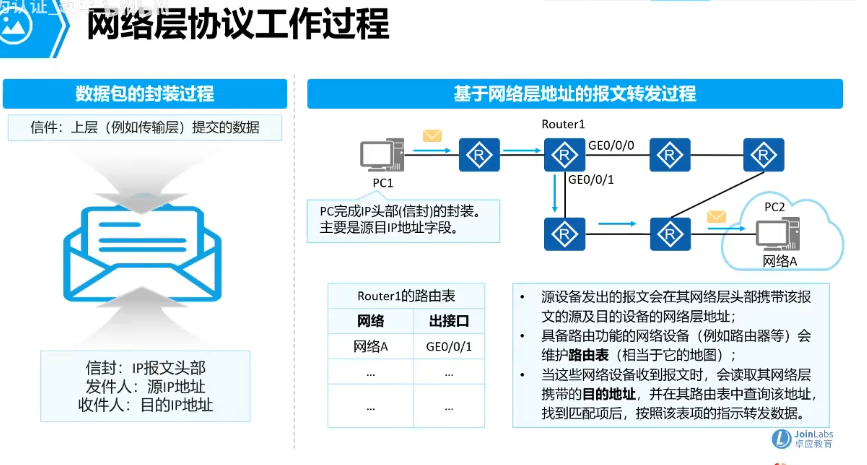 为认证_这些
网络层协议工作过程
数据包的封装过程
信件：上层（例如传输层）提交的数据
信封：IP报文头部
发件人：源IP地址
收件人：目的IP地址
基于网络层地址的报文转发过程
Router1
GE0/0/0
R
R
R
R
PC1
GE0/0/1
PC2
PC完成IP头部(信封)的封装。
主要是源目IP地址字段。
R
R
网络A
Router1的路由表
网络 出接口
网络A GE0/0/1
... ...
... ...
• 源设备发出的报文会在其网络层头部携带该报
文的源及目的设备的网络层地址；
• 具备路由功能的网络设备（例如路由器等）会
维护路由表（相当于它的地图）；
• 当这些网络设备收到报文时，会读取其网络层
携带的目的地址，并在其路由表中查询该地址，
找到匹配项后，按照该表项的指示转发数据。
JoinLabs
卓应教育